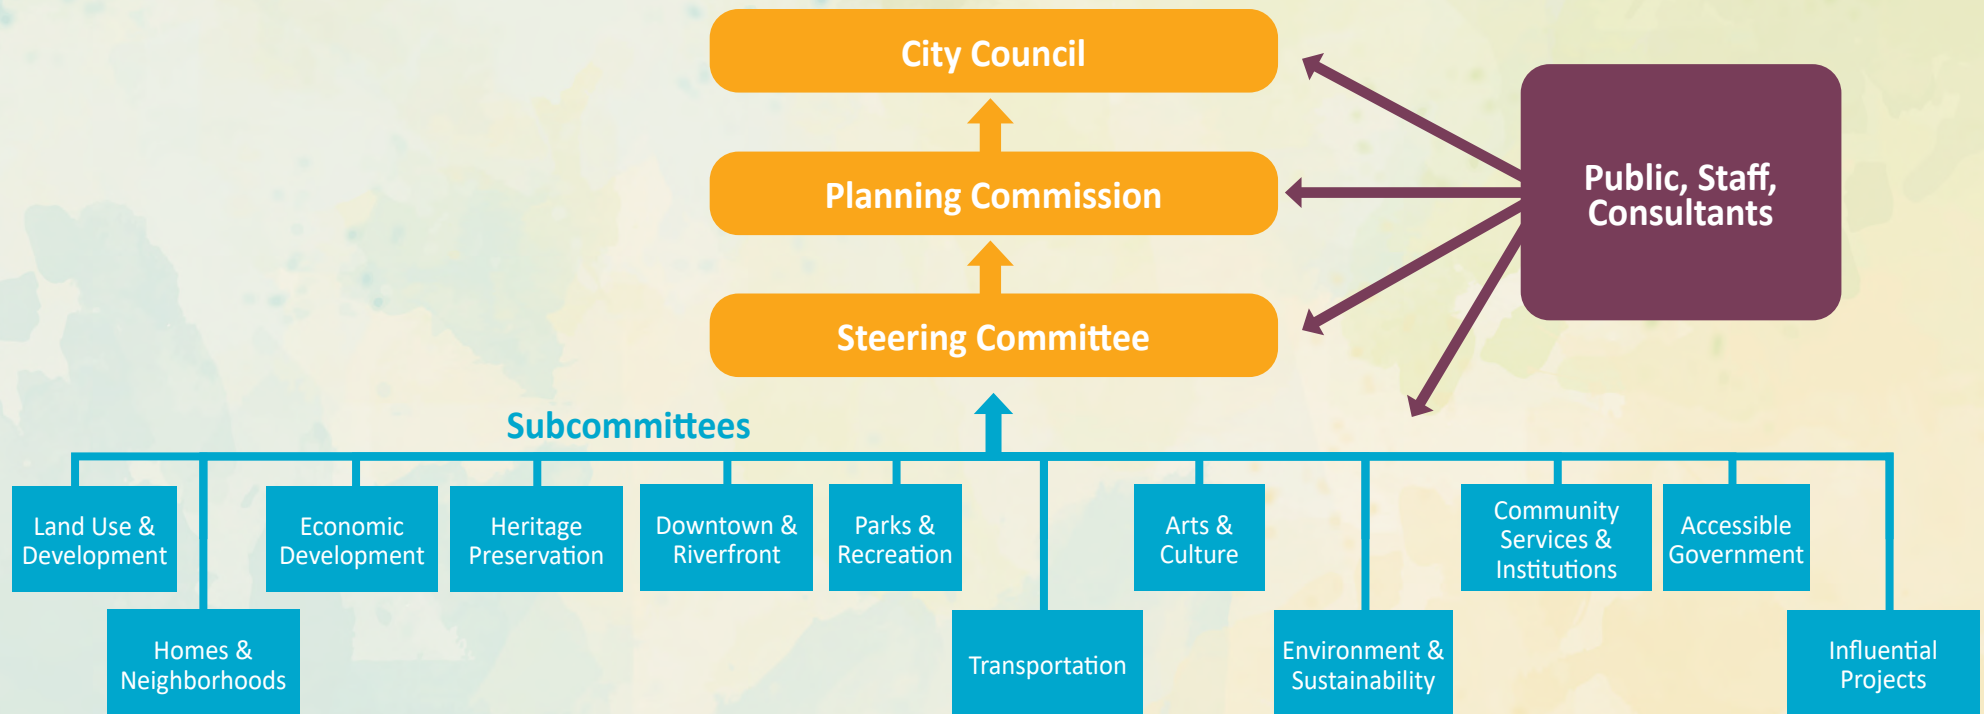 City Council
Planning Commission
Public, Staff,
Consultants
Steering Committee
Subcommittees
Land Use &
Development
Homes &
Neighborhoods
Economic
Development
Heritage
Preservation
Downtown &
Riverfront
Parks &
Recreation
Transportation
Arts &
Culture
Environment &
Sustainability
Community
Services &
Institutions
Accessible
Government
Influential
Projects